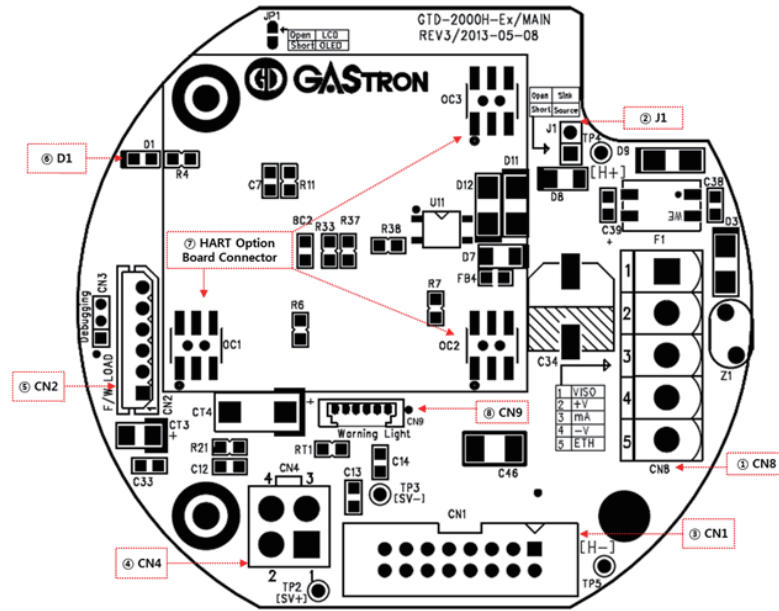 JP1
Open LCD
Short OLED
GTD-2000H-Ex/MAIN
REV3/2013-05-08
GASTRON
OC3
Open Sink
Short Source
② J1
J1
TP4
[H+]
D9
⑥ D1
D1
R4
C7
R11
D12
D11
D8
C38
C39
+
WE
F1
D3
U11
BC2
R33
R37
R38
⑦ HART Option
Board Connector
D7
FB4
R7
R6
CN3
Debugging
OC1
OC2
C34
Z1
1
2
3
4
5
1 VISO
2 +V
3 mA
4 -V
5 ETH
CN8
① CN8
⑤ CN2
F/W LOAD
1
CN2
CT4
+
CT3
+
CN9
⑧ CN9
Warning Light
R21
RT1
C12
C33
C14
C13
C46
CN4
4 3
2 1
④ CN4
TP3
[SV-]
TP2
[SV+]
CN1
③ CN1
[H-]
TP5